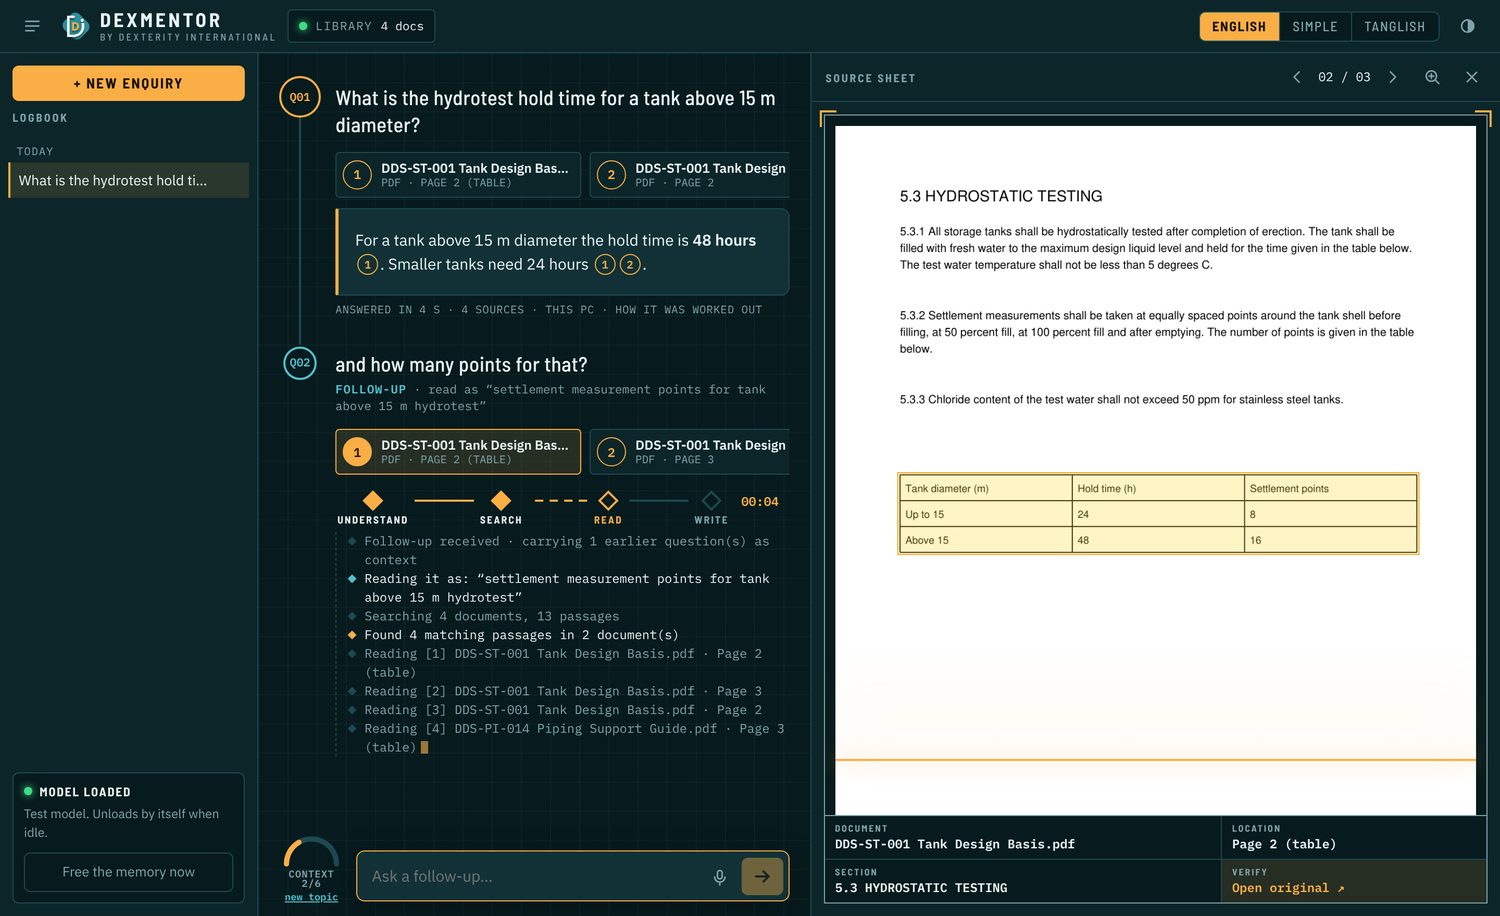 DEXMENTOR
BY DEXTERITY INTERNATIONAL
LIBRARY 4 docs
ENGLISH
SIMPLE
TANGLISH
+ NEW ENQUIRY
LOGBOOK
TODAY
What is the hydrotest hold ti...
MODEL LOADED
Test model. Unloads by itself when
idle.
Free the memory now
Q01
What is the hydrotest hold time for a tank above 15 m
diameter?
1
DDS-ST-001 Tank Design Bas...
PDF · PAGE 2 (TABLE)
2
DDS-ST-001 Tank Design
PDF · PAGE 2
For a tank above 15 m diameter the hold time is 48 hours
1. Smaller tanks need 24 hours 1 2.
ANSWERED IN 4 S · 4 SOURCES · THIS PC · HOW IT WAS WORKED OUT
Q02
and how many points for that?
FOLLOW-UP · read as “settlement measurement points for tank
above 15 m hydrotest”
1
DDS-ST-001 Tank Design Bas...
PDF · PAGE 2 (TABLE)
2
DDS-ST-001 Tank Design
PDF · PAGE 3
UNDERSTAND
SEARCH
READ
WRITE
00:04
Follow-up received · carrying 1 earlier question(s) as
context
Reading it as: “settlement measurement points for tank
above 15 m hydrotest”
Searching 4 documents, 13 passages
Found 4 matching passages in 2 document(s)
Reading [1] DDS-ST-001 Tank Design Basis.pdf · Page 2
(table)
Reading [2] DDS-ST-001 Tank Design Basis.pdf · Page 3
Reading [3] DDS-ST-001 Tank Design Basis.pdf · Page 2
Reading [4] DDS-PI-014 Piping Support Guide.pdf · Page 3
(table)
CONTEXT
2/6
new topic
Ask a follow-up...
SOURCE SHEET
02 / 03
5.3 HYDROSTATIC TESTING
5.3.1 All storage tanks shall be hydrostatically tested after completion of erection. The tank shall be
filled with fresh water to the maximum design liquid level and held for the time given in the table below.
The test water temperature shall not be less than 5 degrees C.
5.3.2 Settlement measurements shall be taken at equally spaced points around the tank shell before
filling, at 50 percent fill, at 100 percent fill and after emptying. The number of points is given in the table
below.
5.3.3 Chloride content of the test water shall not exceed 50 ppm for stainless steel tanks.
Tank diameter (m) Hold time (h) Settlement points
Up to 15 24 8
Above 15 48 16
DOCUMENT
DDS-ST-001 Tank Design Basis.pdf
LOCATION
Page 2 (table)
SECTION
5.3 HYDROSTATIC TESTING
VERIFY
Open original ↗